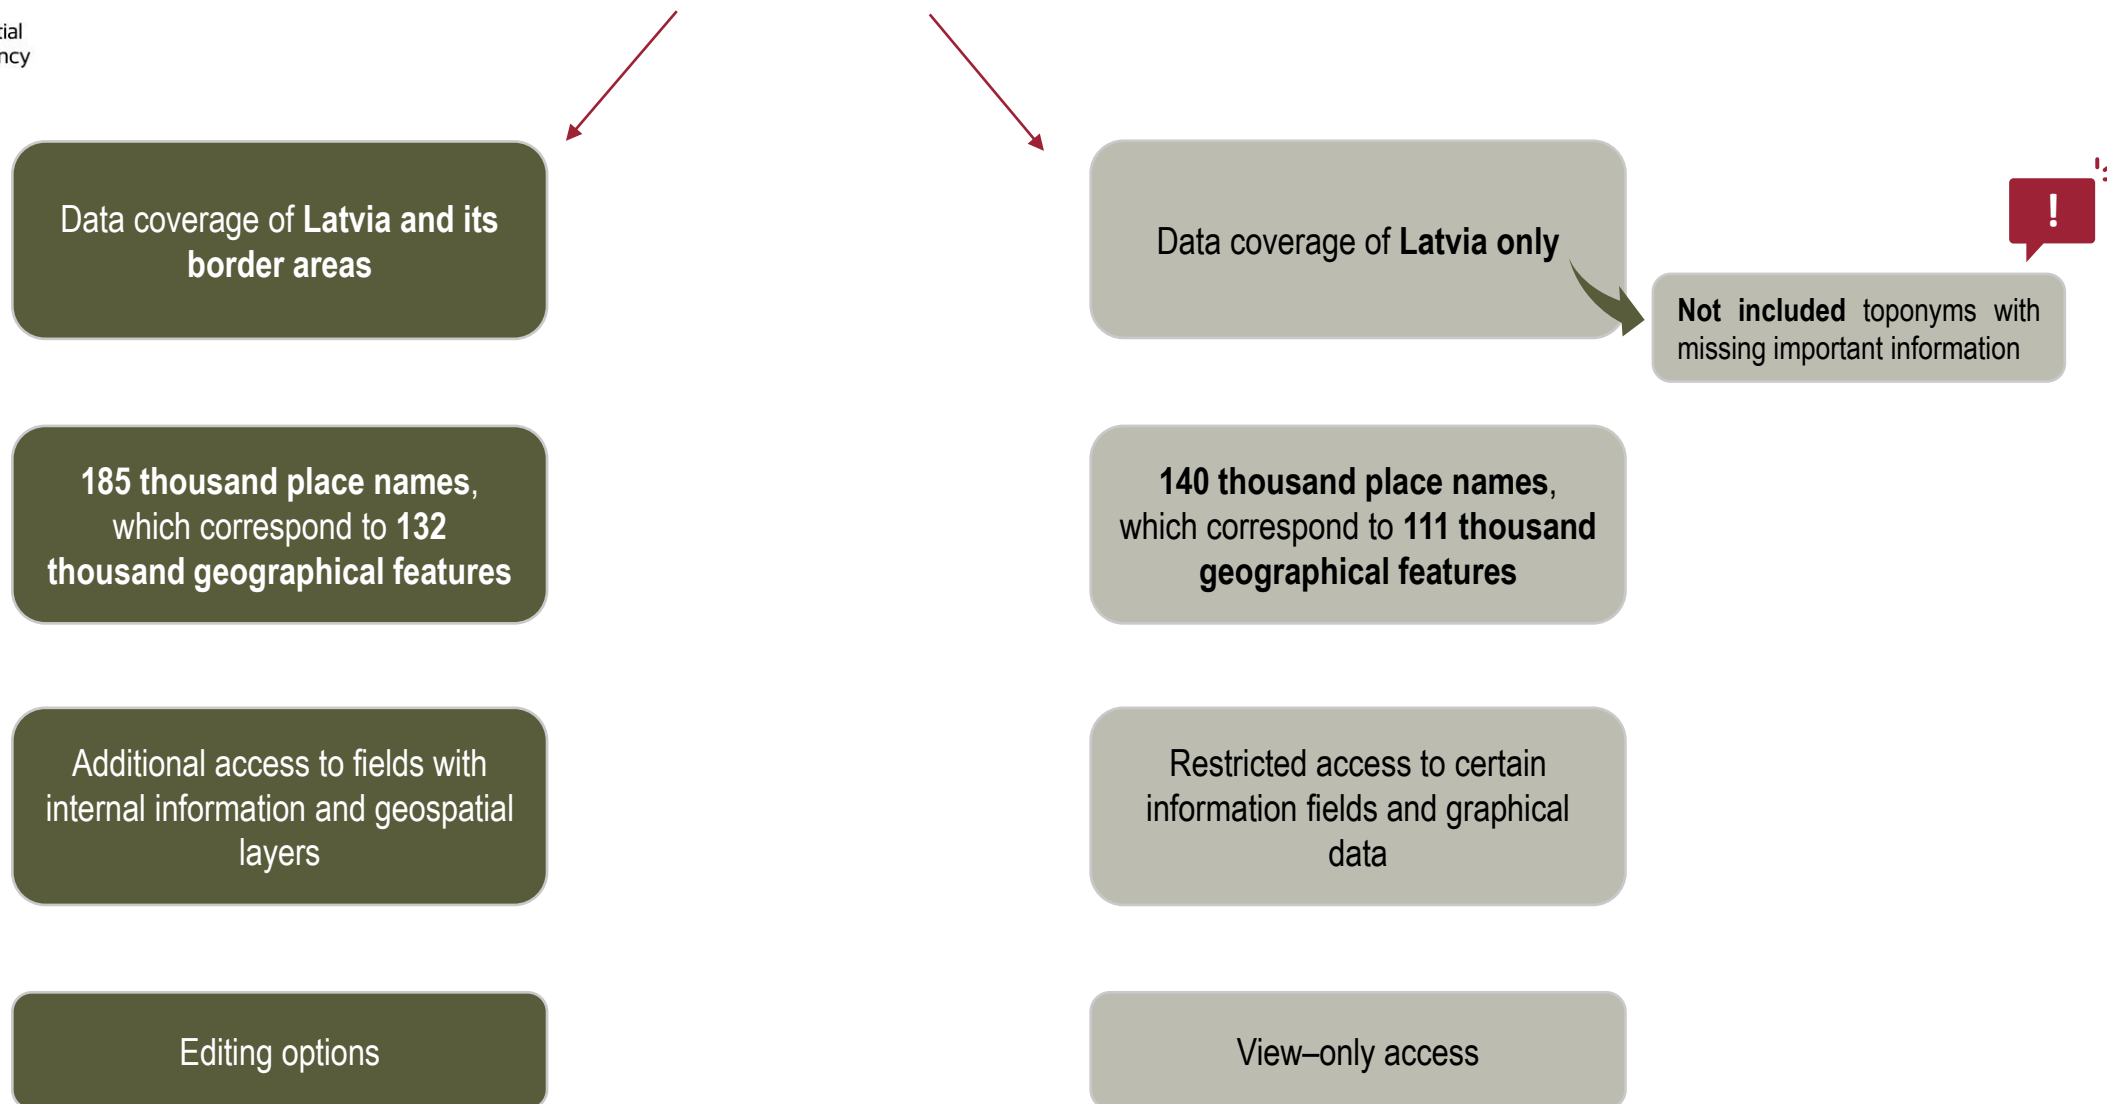 Data coverage of Latvia and its
border areas
Data coverage of Latvia only
!
Not included toponyms with
missing important information
185 thousand place names,
which correspond to 132
thousand geographical features
140 thousand place names,
which correspond to 111 thousand
geographical features
Additional access to fields with
internal information and geospatial
layers
Restricted access to certain
information fields and graphical
data
Editing options
View–only access